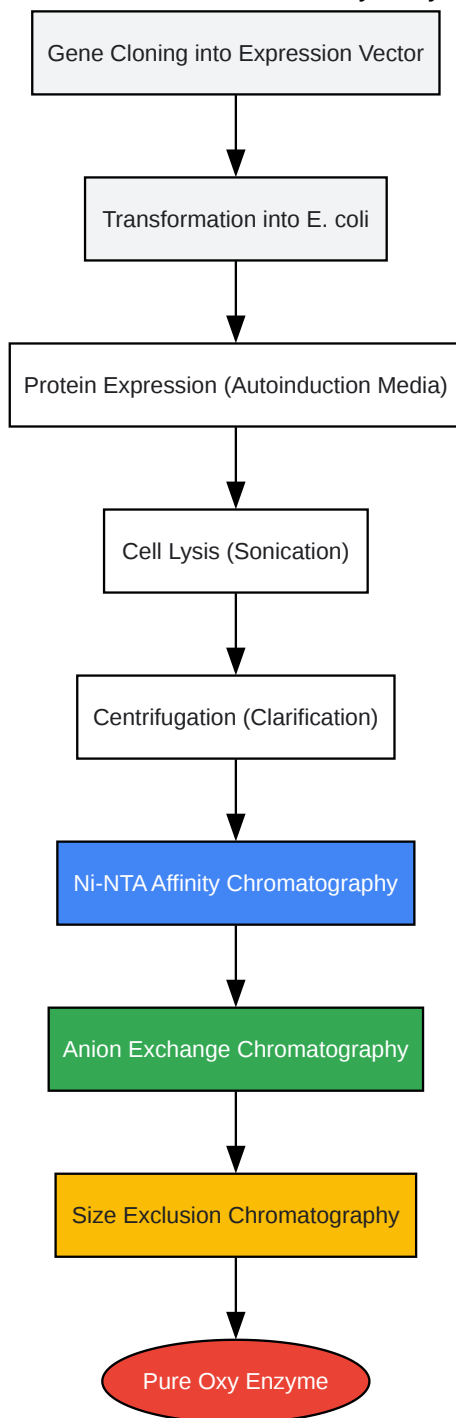 Gene Cloning into Expression Vector
Transformation into E. coli
Protein Expression (Autoinduction Media)
Cell Lysis (Sonication)
Centrifugation (Clarification)
Ni-NTA Affinity Chromatography
Anion Exchange Chromatography
Size Exclusion Chromatography
Pure Oxy Enzyme